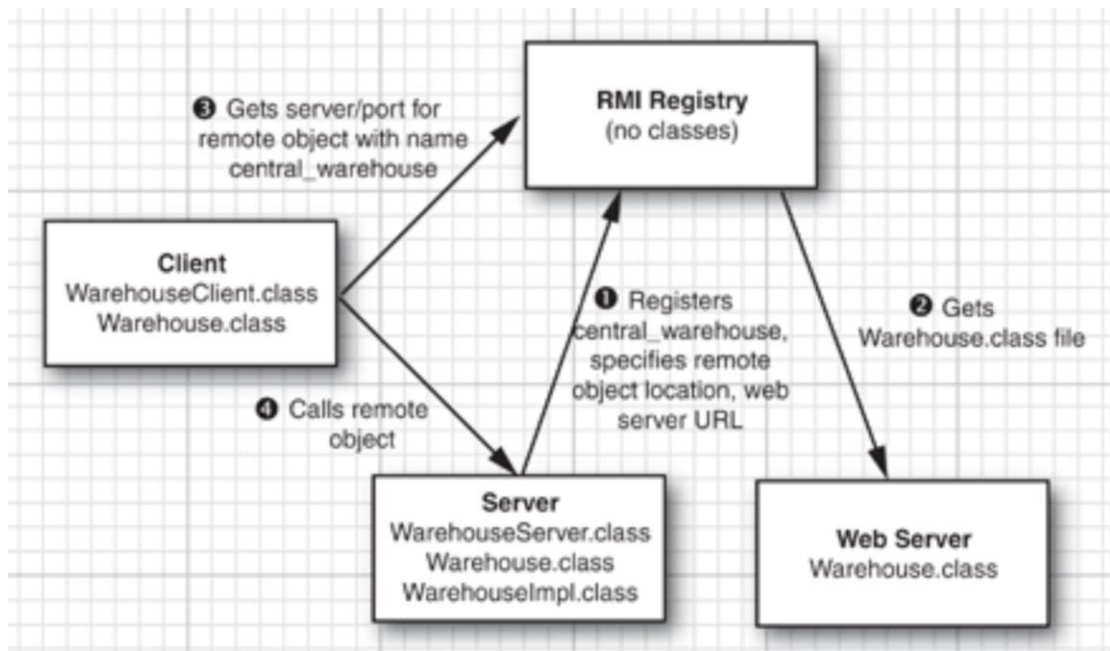 RMI Registry
(no classes)
❸ Gets server/port for
remote object with name
central_warehouse
Client
WarehouseClient.class
Warehouse.class
❶ Registers
central_warehouse,
specifies remote
object location, web
server URL
❷ Gets
Warehouse.class file
❹ Calls remote
object
Server
WarehouseServer.class
Warehouse.class
WarehouseImpl.class
Web Server
Warehouse.class